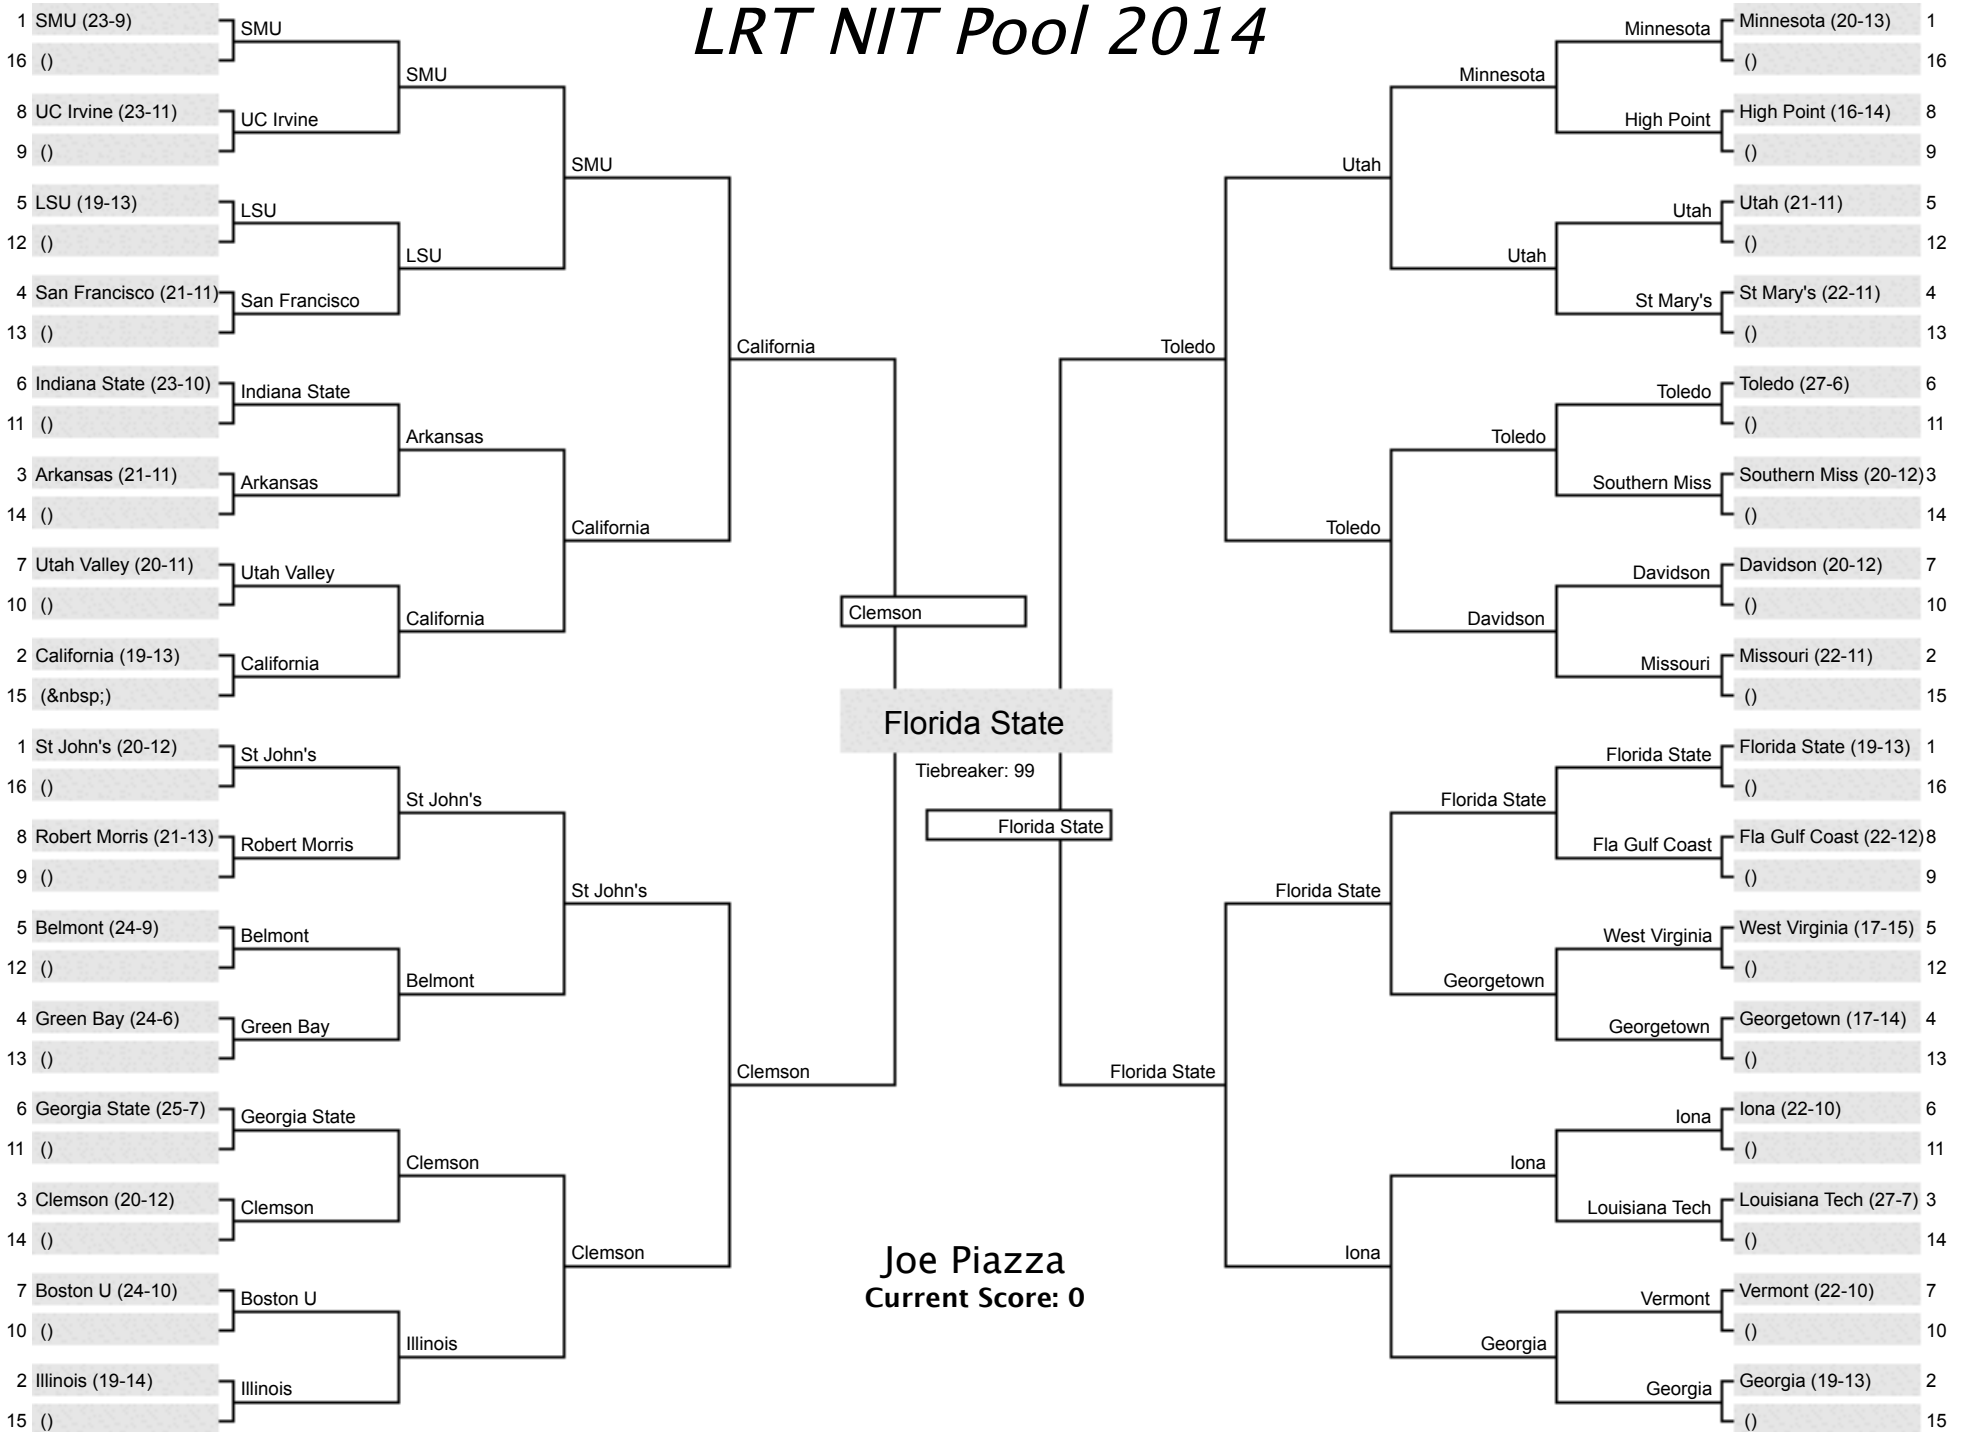 LRT NIT Pool 2014
1 SMU (23-9)
16 ()
8 UC Irvine (23-11)
9 ()
5 LSU (19-13)
12 ()
4 San Francisco (21-11)
13 ()
6 Indiana State (23-10)
11 ()
3 Arkansas (21-11)
14 ()
7 Utah Valley (20-11)
10 ()
2 California (19-13)
15 (&nbsp;)
1 St John's (20-12)
16 ()
8 Robert Morris (21-13)
9 ()
5 Belmont (24-9)
12 ()
4 Green Bay (24-6)
13 ()
6 Georgia State (25-7)
11 ()
3 Clemson (20-12)
14 ()
7 Boston U (24-10)
10 ()
2 Illinois (19-14)
15 ()
SMU
UC Irvine
LSU
San Francisco
Indiana State
Arkansas
Utah Valley
California
St John's
Robert Morris
Belmont
Green Bay
Georgia State
Clemson
Boston U
Illinois
SMU
LSU
Arkansas
California
St John's
Belmont
Clemson
Illinois
SMU
California
St John's
Clemson
California
Clemson
Clemson
Florida State
Tiebreaker: 99
Florida State
Joe Piazza
Current Score: 0
Toledo
Florida State
Utah
Toledo
Florida State
Iona
Minnesota
Utah
Toledo
Davidson
Florida State
Georgetown
Iona
Georgia
Minnesota
High Point
Utah
St Mary's
Toledo
Southern Miss
Davidson
Missouri
Florida State
Fla Gulf Coast
West Virginia
Georgetown
Iona
Louisiana Tech
Vermont
Georgia
Minnesota (20-13) 1
() 16
High Point (16-14) 8
() 9
Utah (21-11) 5
() 12
St Mary's (22-11) 4
() 13
Toledo (27-6) 6
() 11
Southern Miss (20-12) 3
() 14
Davidson (20-12) 7
() 10
Missouri (22-11) 2
() 15
Florida State (19-13) 1
() 16
Fla Gulf Coast (22-12) 8
() 9
West Virginia (17-15) 5
() 12
Georgetown (17-14) 4
() 13
Iona (22-10) 6
() 11
Louisiana Tech (27-7) 3
() 14
Vermont (22-10) 7
() 10
Georgia (19-13) 2
() 15